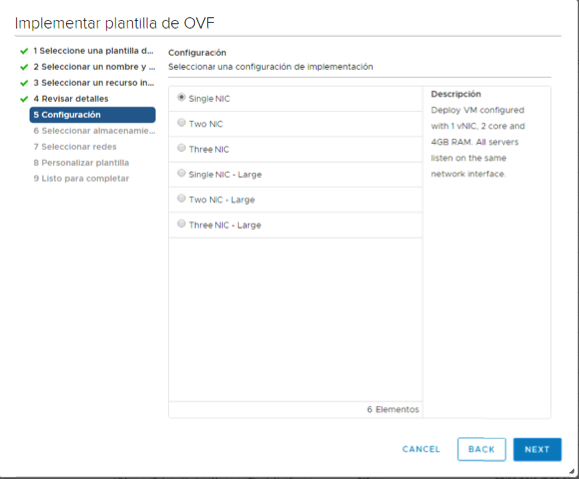 Implementar plantilla de OVF
1 Seleccione una plantilla d...
2 Seleccionar un nombre y ...
3 Seleccionar un recurso in...
4 Revisar detalles
5 Configuración
6 Seleccionar almacenamie...
7 Seleccionar redes
8 Personalizar plantilla
9 Listo para completar
Configuración
Seleccionar una configuración de implementación
Single NIC
Two NIC
Three NIC
Single NIC - Large
Two NIC - Large
Three NIC - Large
6 Elementos
Descripción
Deploy VM configured
with 1 vNIC, 2 core and
4GB RAM. All servers
listen on the same
network interface.
CANCEL
BACK
NEXT